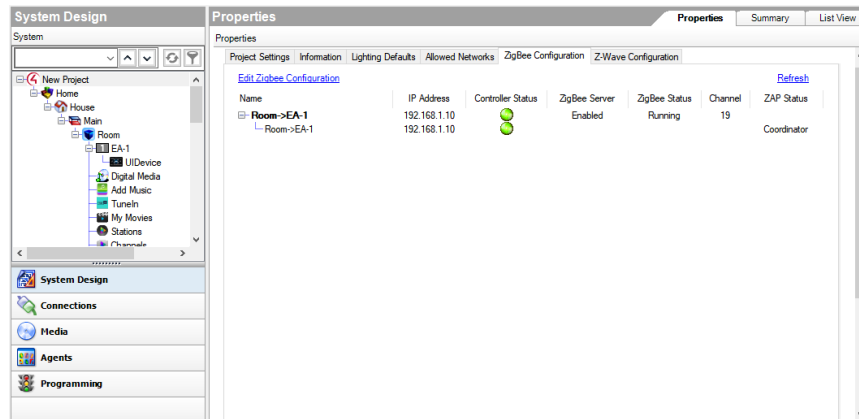 System Design
System
New Project
Home
House
Main
Room
EA-1
UIDevice
Digital Media
Add Music
TuneIn
My Movies
Stations
Channels
System Design
Connections
Media
Agents
Programming
Properties
Properties Summary List View
Properties
Project Settings Information Lighting Defaults Allowed Networks ZigBee Configuration Z-Wave Configuration
Edit Zigbee Configuration Refresh
Name IP Address Controller Status ZigBee Server ZigBee Status Channel ZAP Status
Room->EA-1 192.168.1.10 Enabled Running 19
Room->EA-1 192.168.1.10 Coordinator